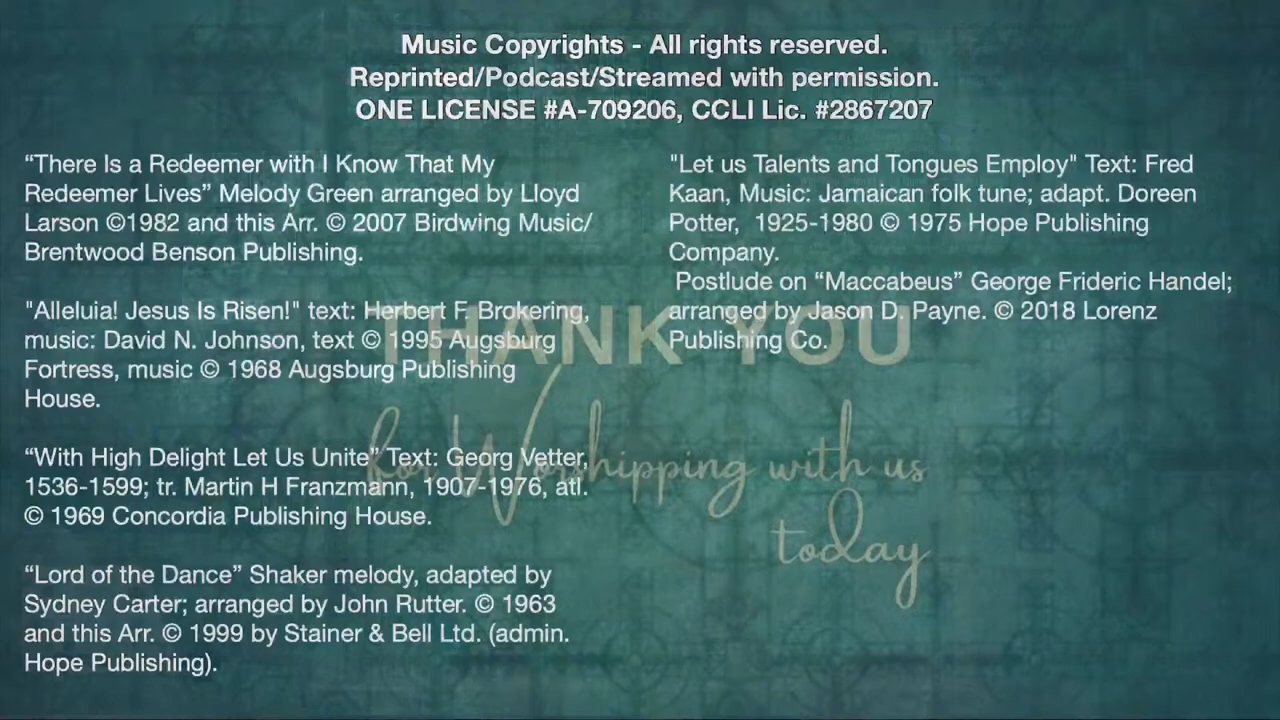 Music Copyrights - All rights reserved.
Reprinted/Podcast/Streamed with permission.
ONE LICENSE #A-709206, CCLI Lic. #2867207
“There Is a Redeemer with I Know That My
Redeemer Lives” Melody Green arranged by Lloyd
Larson ©1982 and this Arr. © 2007 Birdwing Music/
Brentwood Benson Publishing.
"Alleluia! Jesus Is Risen!" text: Herbert F. Brokering,
music: David N. Johnson, text © 1995 Augsburg
Fortress, music © 1968 Augsburg Publishing
House.
“With High Delight Let Us Unite” Text: Georg Vetter,
1536-1599; tr. Martin H Franzmann, 1907-1976, atl.
© 1969 Concordia Publishing House.
“Lord of the Dance” Shaker melody, adapted by
Sydney Carter; arranged by John Rutter. © 1963
and this Arr. © 1999 by Stainer & Bell Ltd. (admin.
Hope Publishing).
"Let us Talents and Tongues Employ" Text: Fred
Kaan, Music: Jamaican folk tune; adapt. Doreen
Potter, 1925-1980 © 1975 Hope Publishing
Company.
Postlude on “Maccabeus” George Frideric Handel;
arranged by Jason D. Payne. © 2018 Lorenz
Publishing Co.
THANK YOU
for Worshipping with us
today